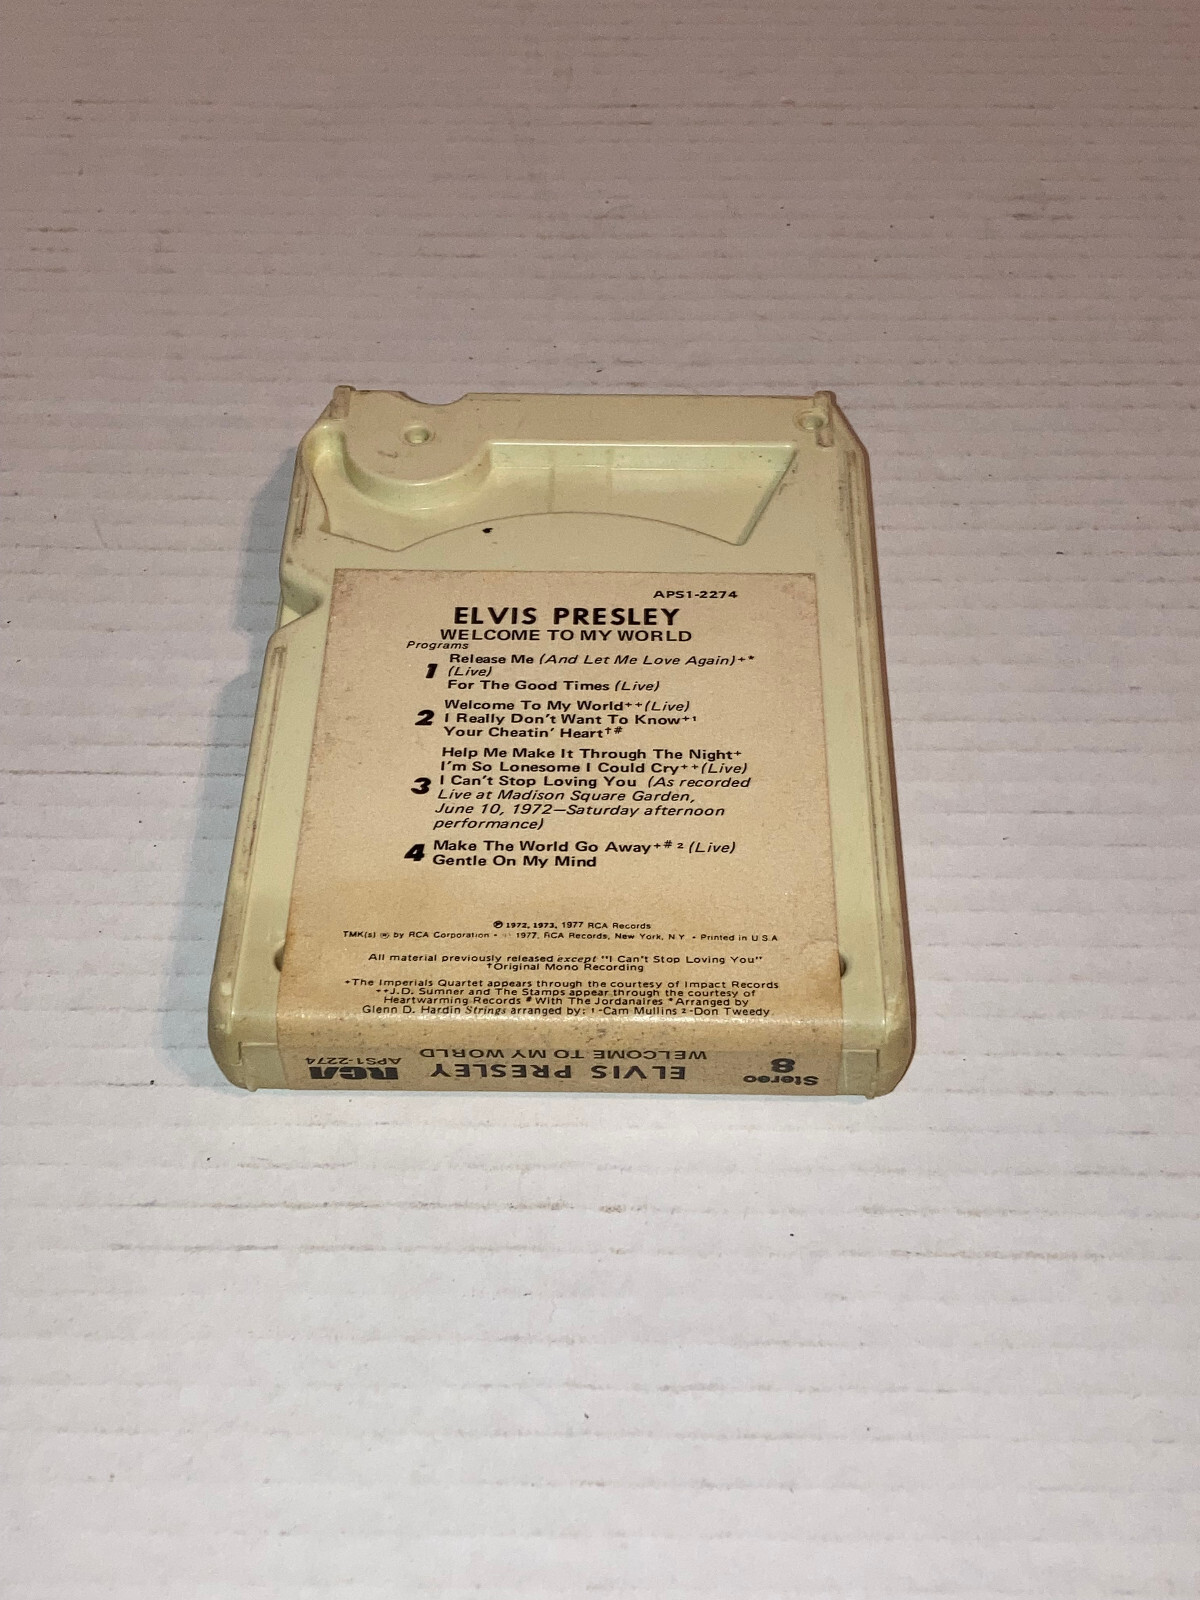 APS1-2274
ELVIS PRESLEY
WELCOME TO MY WORLD
Programs
1 Release Me (And Let Me Love Again)+*
(Live)
For The Good Times (Live)
2 Welcome To My World++(Live)
I Really Don't Want To Know+1
Your Cheatin' Heart†#
3 Help Me Make It Through The Night+
I'm So Lonesome I Could Cry++(Live)
I Can't Stop Loving You (As recorded
Live at Madison Square Garden,
June 10, 1972—Saturday afternoon
performance)
4 Make The World Go Away+# 2 (Live)
Gentle On My Mind
℗ 1972, 1973, 1977 RCA Records
TMK(s) ® by RCA Corporation • 1977, RCA Records, New York, N.Y. • Printed in U.S.A.
All material previously released except "I Can't Stop Loving You"
†Original Mono Recording
+The Imperials Quartet appears through the courtesy of Impact Records
++J.D. Sumner and The Stamps appear through the courtesy of
Heartwarming Records # With The Jordanaires *Arranged by
Glenn D. Hardin Strings arranged by: 1-Cam Mullins 2-Don Tweedy
Stereo 8
ELVIS PRESLEY
WELCOME TO MY WORLD
RCA
APS1-2274